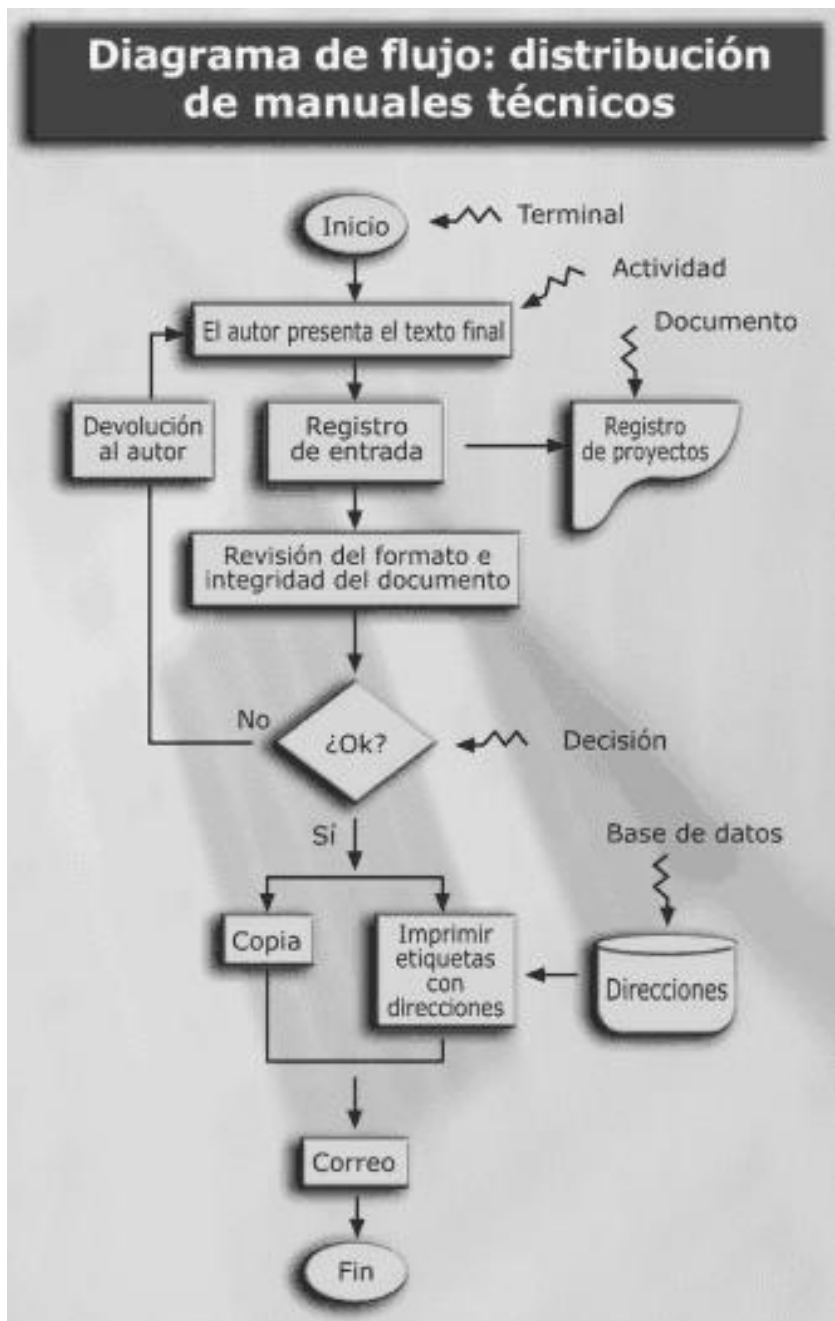 Diagrama de flujo: distribución
de manuales técnicos
Inicio
Terminal
Actividad
El autor presenta el texto final
Documento
Devolución
al autor
Registro
de entrada
Registro
de proyectos
Revisión del formato e
integridad del documento
No
¿Ok?
Decisión
Sí
Base de datos
Copia
Imprimir
etiquetas
con
direcciones
Direcciones
Correo
Fin